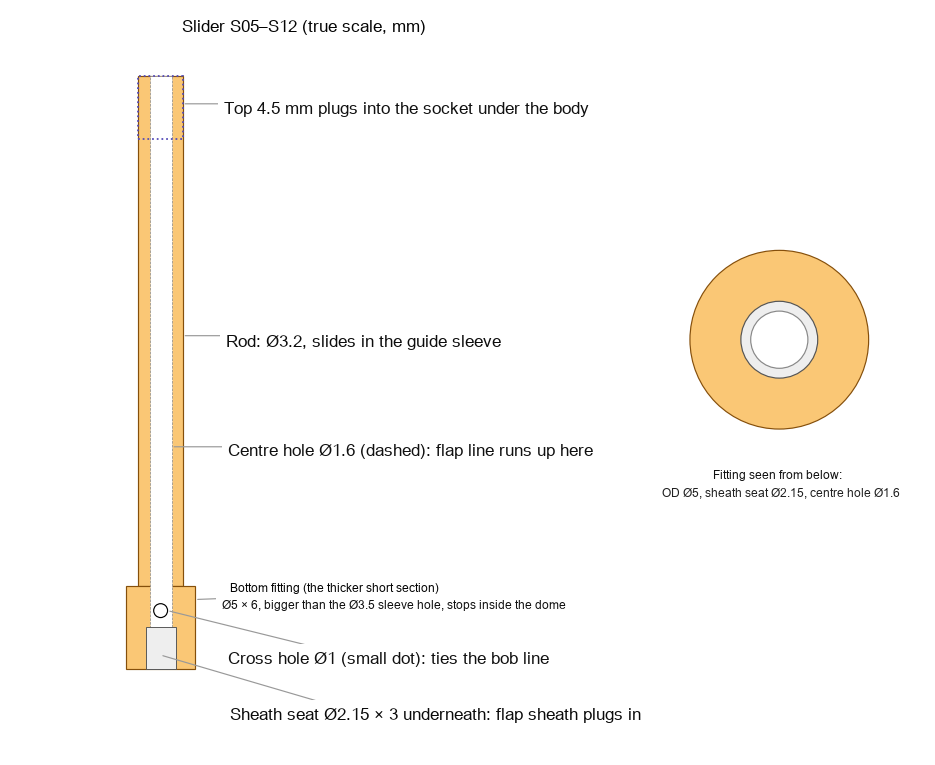 Slider S05–S12 (true scale, mm)
Top 4.5 mm plugs into the socket under the body
Rod: Ø3.2, slides in the guide sleeve
Centre hole Ø1.6 (dashed): flap line runs up here
Fitting seen from below:
OD Ø5, sheath seat Ø2.15, centre hole Ø1.6
Bottom fitting (the thicker short section)
Ø5 × 6, bigger than the Ø3.5 sleeve hole, stops inside the dome
Cross hole Ø1 (small dot): ties the bob line
Sheath seat Ø2.15 × 3 underneath: flap sheath plugs in